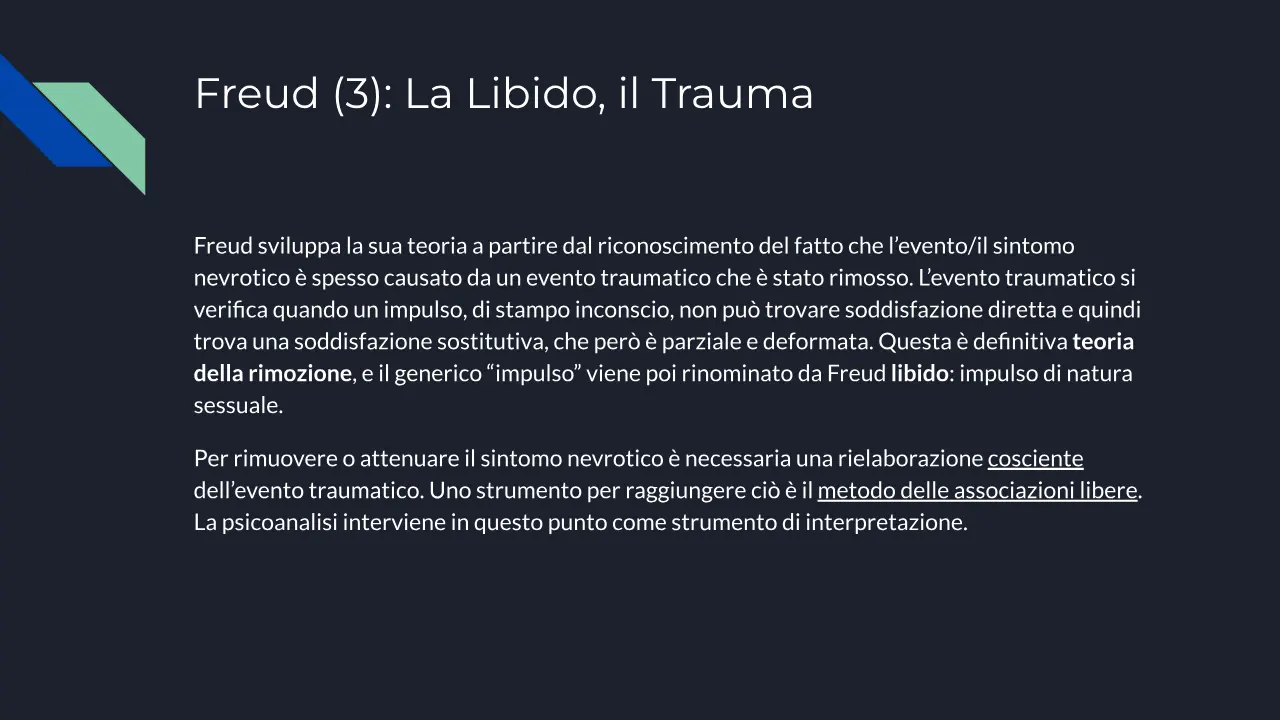 Freud (3): La Libido, il Trauma
Freud sviluppa la sua teoria a partire dal riconoscimento del fatto che l’evento/il sintomo
nevrotico è spesso causato da un evento traumatico che è stato rimosso. L’evento traumatico si
verifica quando un impulso, di stampo inconscio, non può trovare soddisfazione diretta e quindi
trova una soddisfazione sostitutiva, che però è parziale e deformata. Questa è definitiva teoria
della rimozione, e il generico “impulso” viene poi rinominato da Freud libido: impulso di natura
sessuale.
Per rimuovere o attenuare il sintomo nevrotico è necessaria una rielaborazione cosciente
dell’evento traumatico. Uno strumento per raggiungere ciò è il metodo delle associazioni libere.
La psicoanalisi interviene in questo punto come strumento di interpretazione.